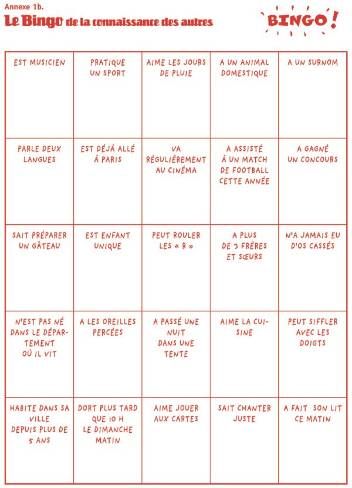 Annexe 1b.
Le Bingo de la connaissance des autres
BINGO !
EST MUSICIEN
PRATIQUE
UN SPORT
AIME LES JOURS
DE PLUIE
A UN ANIMAL
DOMESTIQUE
A UN SURNOM
PARLE DEUX
LANGUES
EST DÉJÀ ALLÉ
À PARIS
VA
RÉGULIÈREMENT
AU CINÉMA
A ASSISTÉ
À UN MATCH
DE FOOTBALL
CETTE ANNÉE
A GAGNÉ
UN CONCOURS
SAIT PRÉPARER
UN GÂTEAU
EST ENFANT
UNIQUE
PEUT ROULER
LES « R »
A PLUS
DE 3 FRÈRES
ET SŒURS
N'A JAMAIS EU
D'OS CASSÉS
N'EST PAS NÉ
DANS LE DÉPAR-
TEMENT
OÙ IL VIT
A LES OREILLES
PERCÉES
A PASSÉ UNE
NUIT
DANS UNE
TENTE
AIME LA CUI-
SINE
PEUT SIFFLER
AVEC LES
DOIGTS
HABITE DANS SA
VILLE
DEPUIS PLUS DE
5 ANS
DORT PLUS TARD
QUE 10 H
LE DIMANCHE
MATIN
AIME JOUER
AUX CARTES
SAIT CHANTER
JUSTE
A FAIT SON LIT
CE MATIN